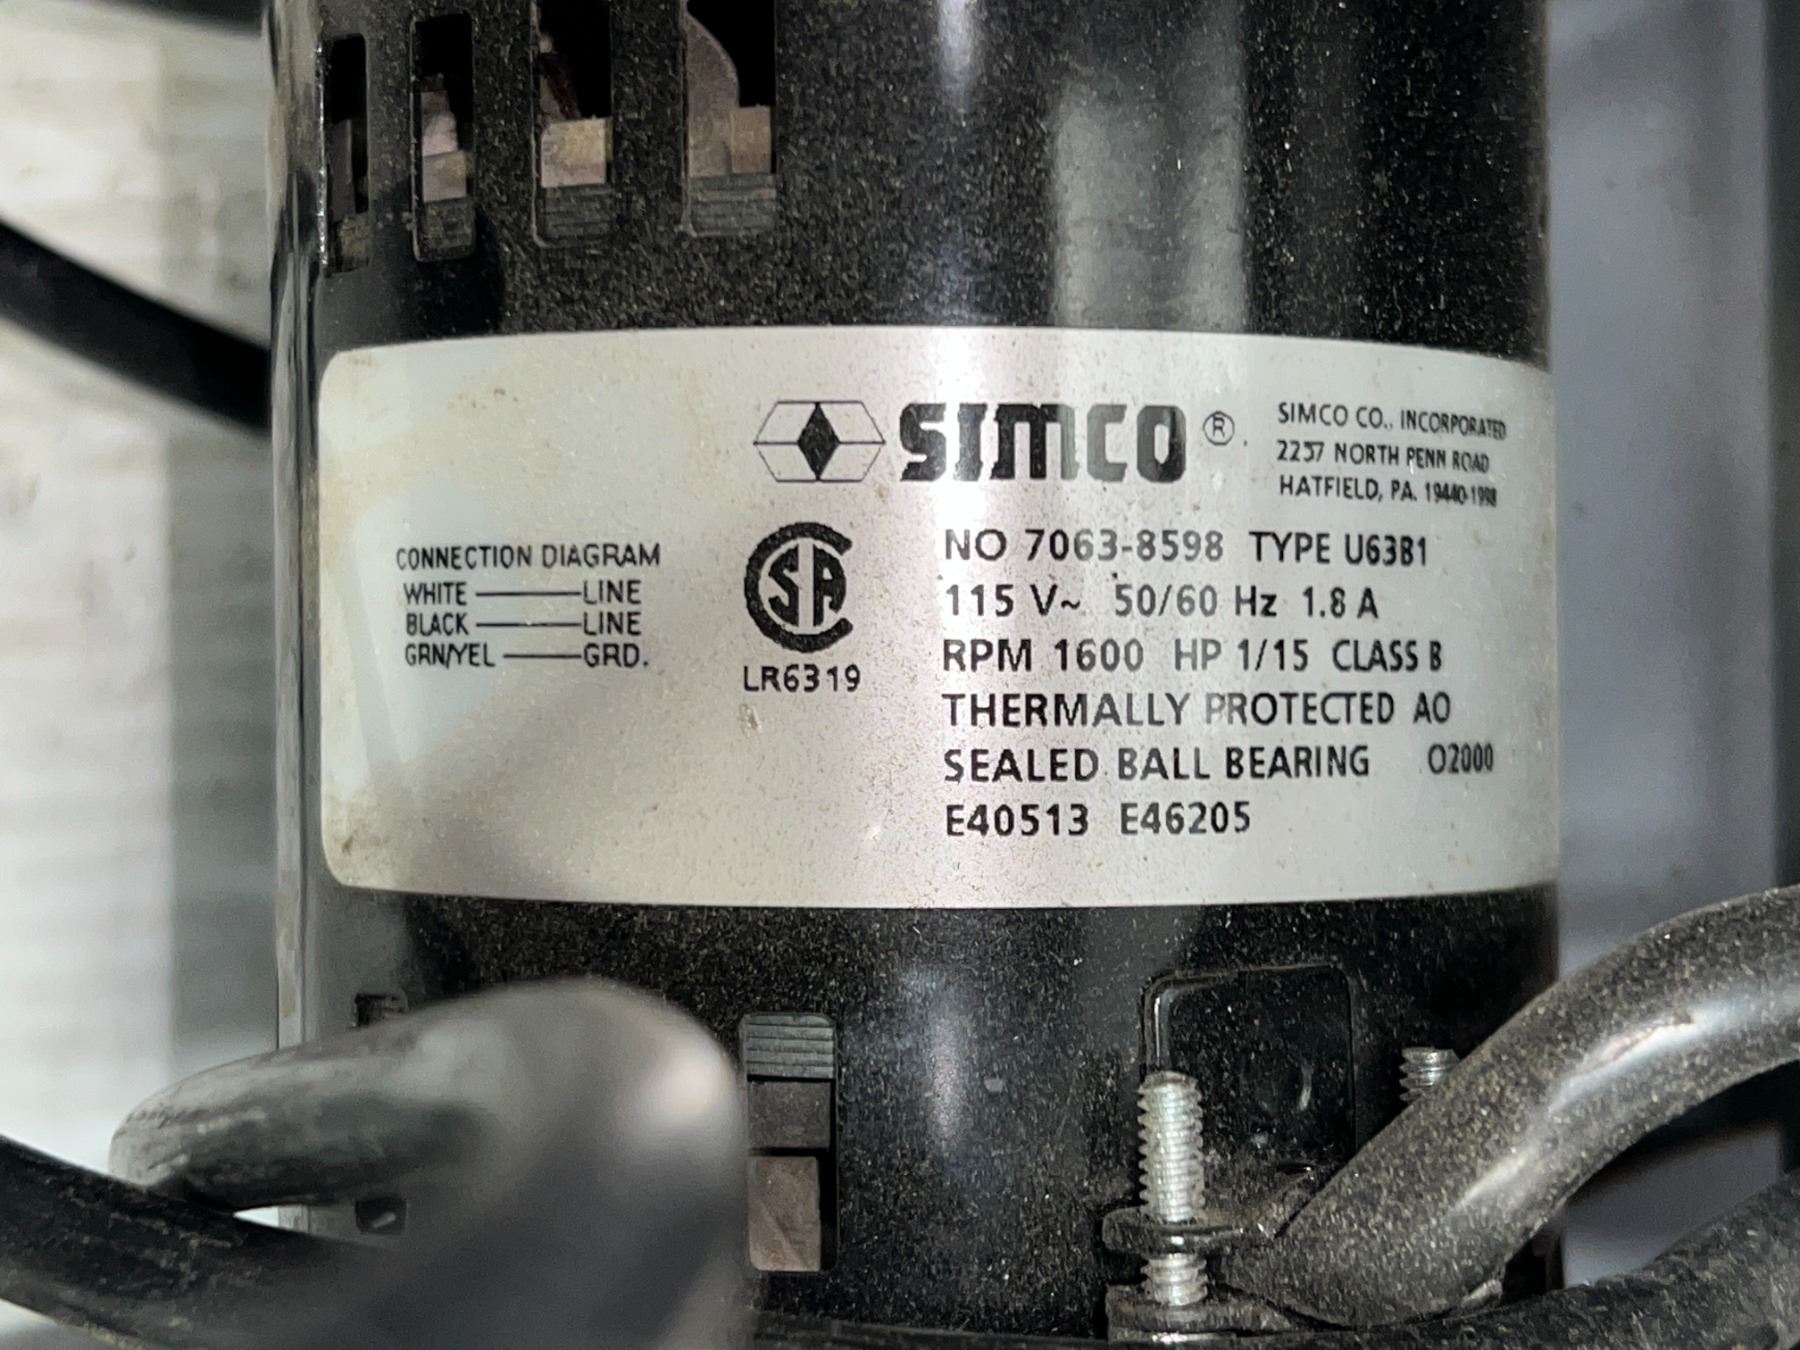 SIMCO ®
SIMCO CO., INCORPORATED
2257 NORTH PENN ROAD
HATFIELD, PA. 19440-1998
CONNECTION DIAGRAM
WHITE LINE
BLACK LINE
GRN/YEL GRD.
SA
LR6319
NO 7063-8598 TYPE U63B1
115 V~ 50/60 Hz 1.8 A
RPM 1600 HP 1/15 CLASS B
THERMALLY PROTECTED AO
SEALED BALL BEARING O2000
E40513 E46205